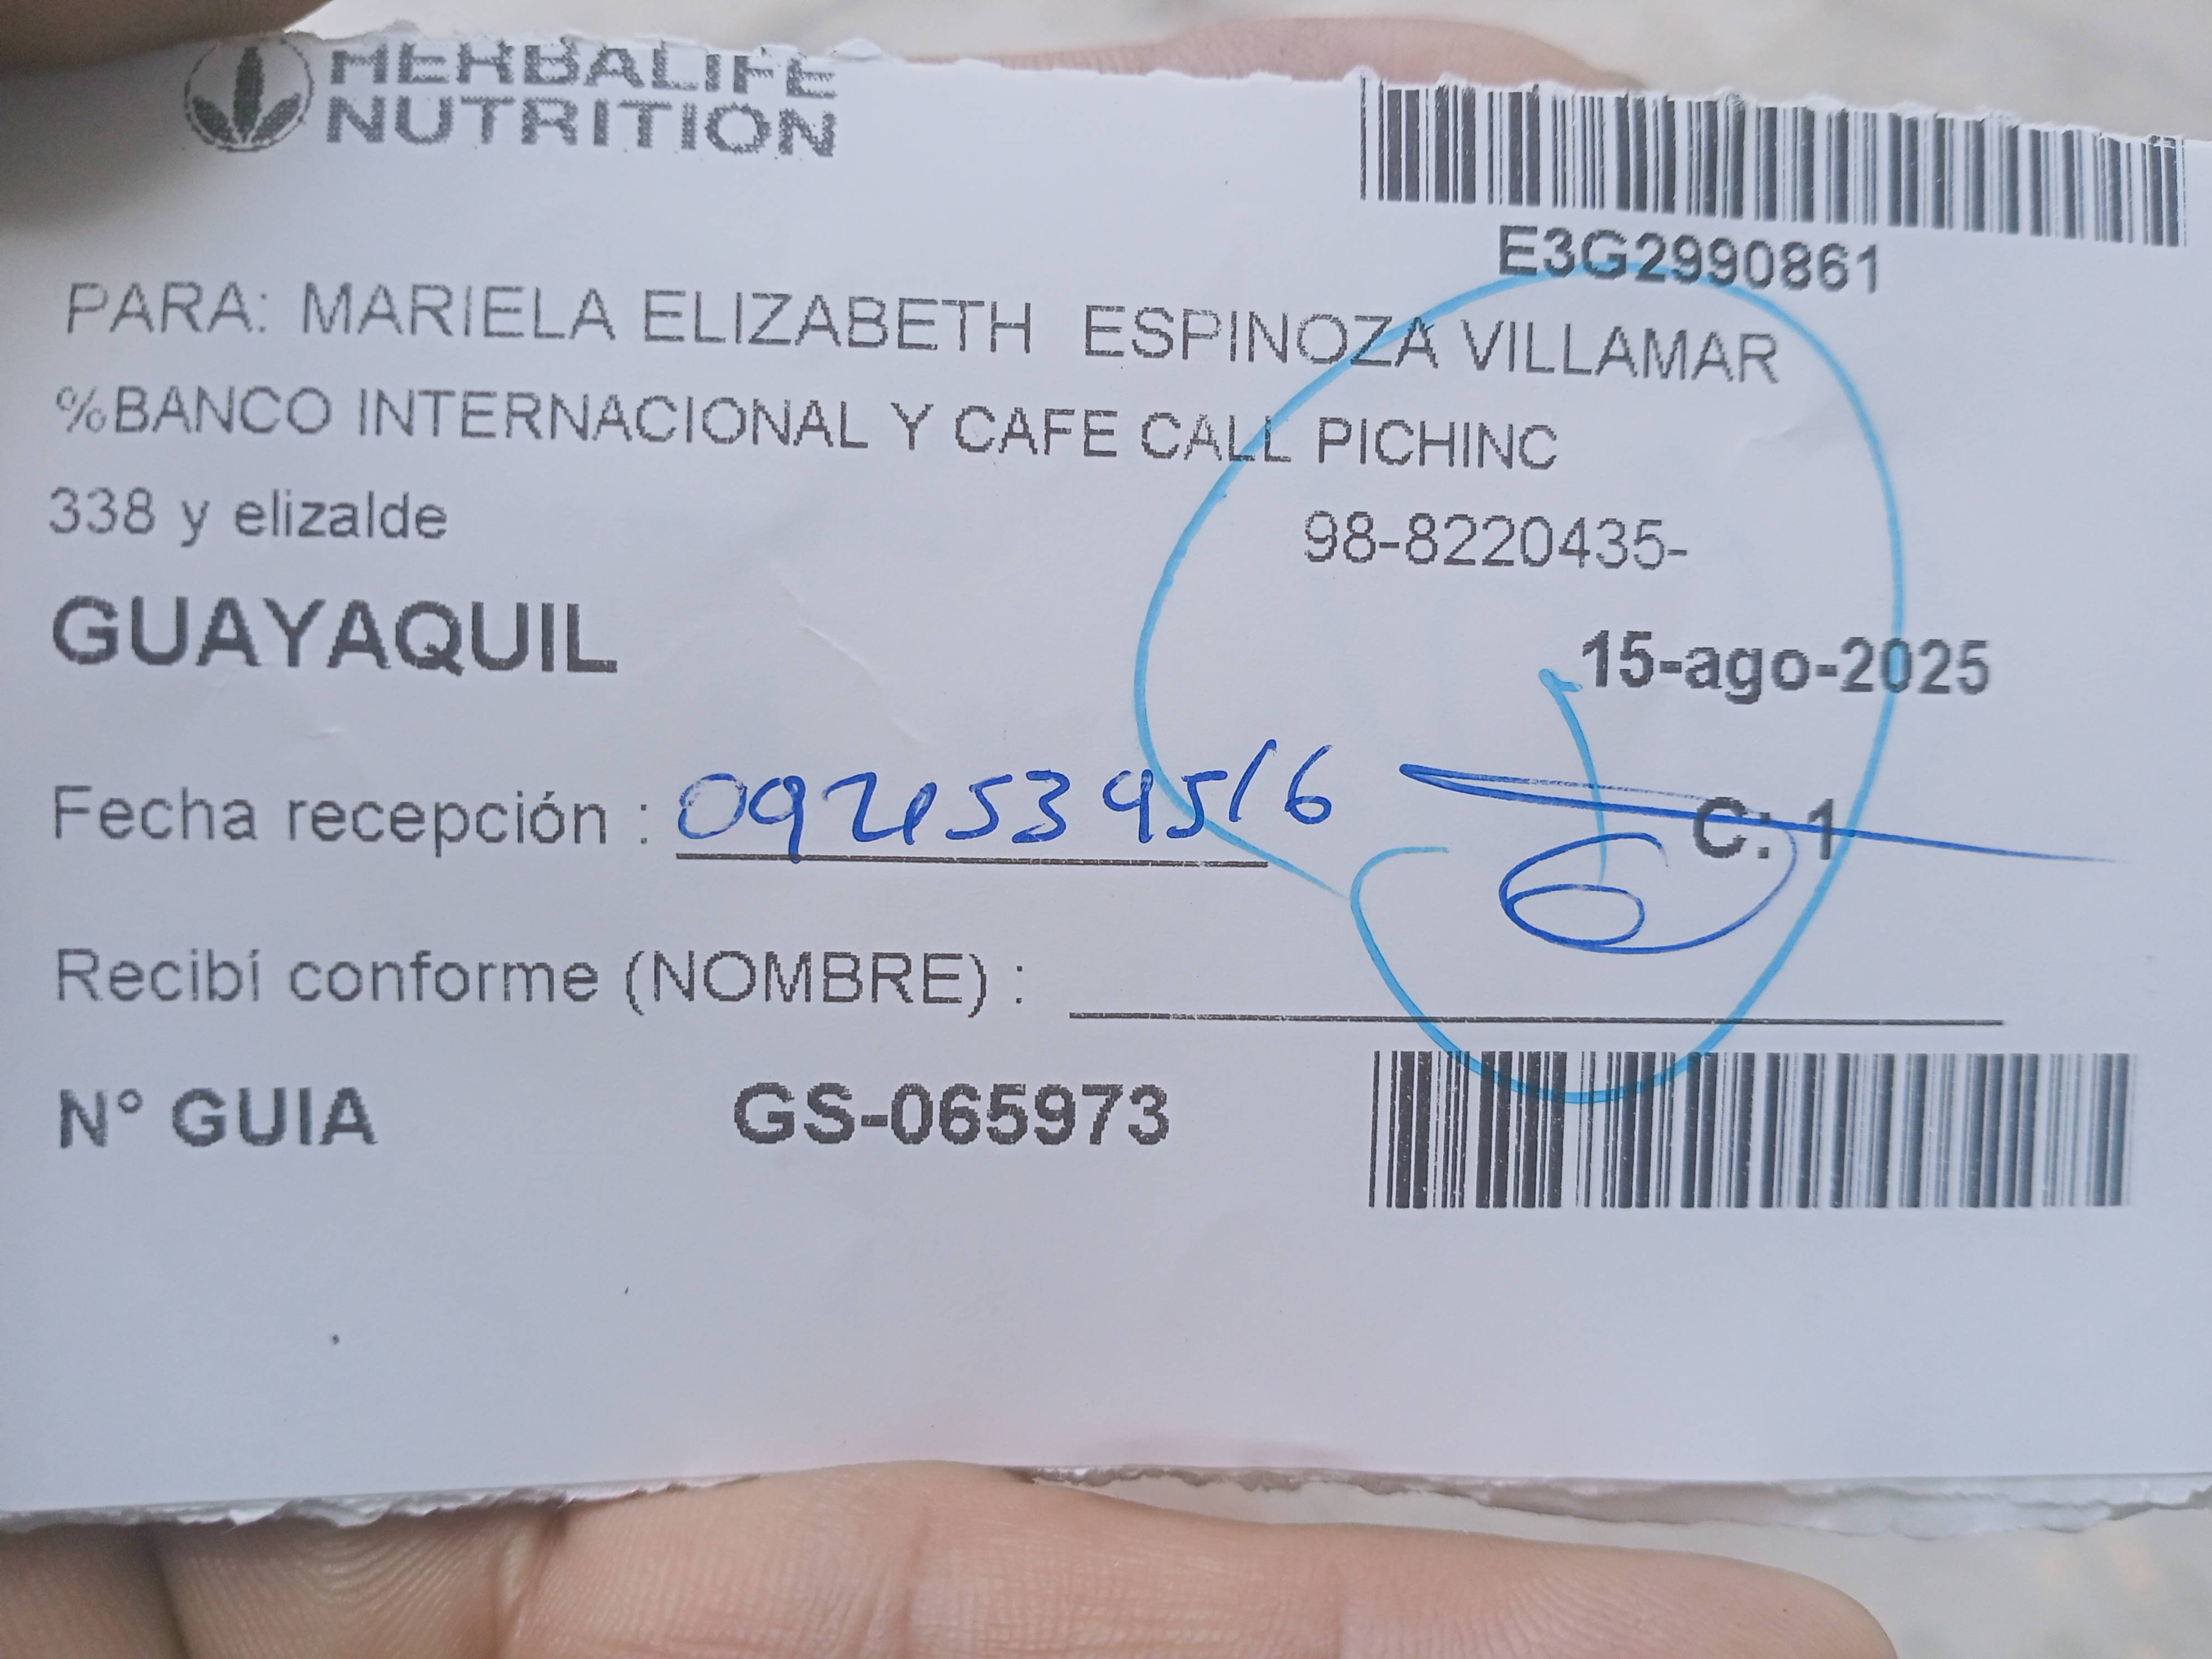 HERBALIFE
NUTRITION
E3G2990861
PARA: MARIELA ELIZABETH ESPINOZA VILLAMAR
%BANCO INTERNACIONAL Y CAFE CALL PICHINC
338 y elizalde
98-8220435-
GUAYAQUIL
15-ago-2025
Fecha recepción : 0921539516
C: 1
Recibí conforme (NOMBRE) :
N° GUIA GS-065973